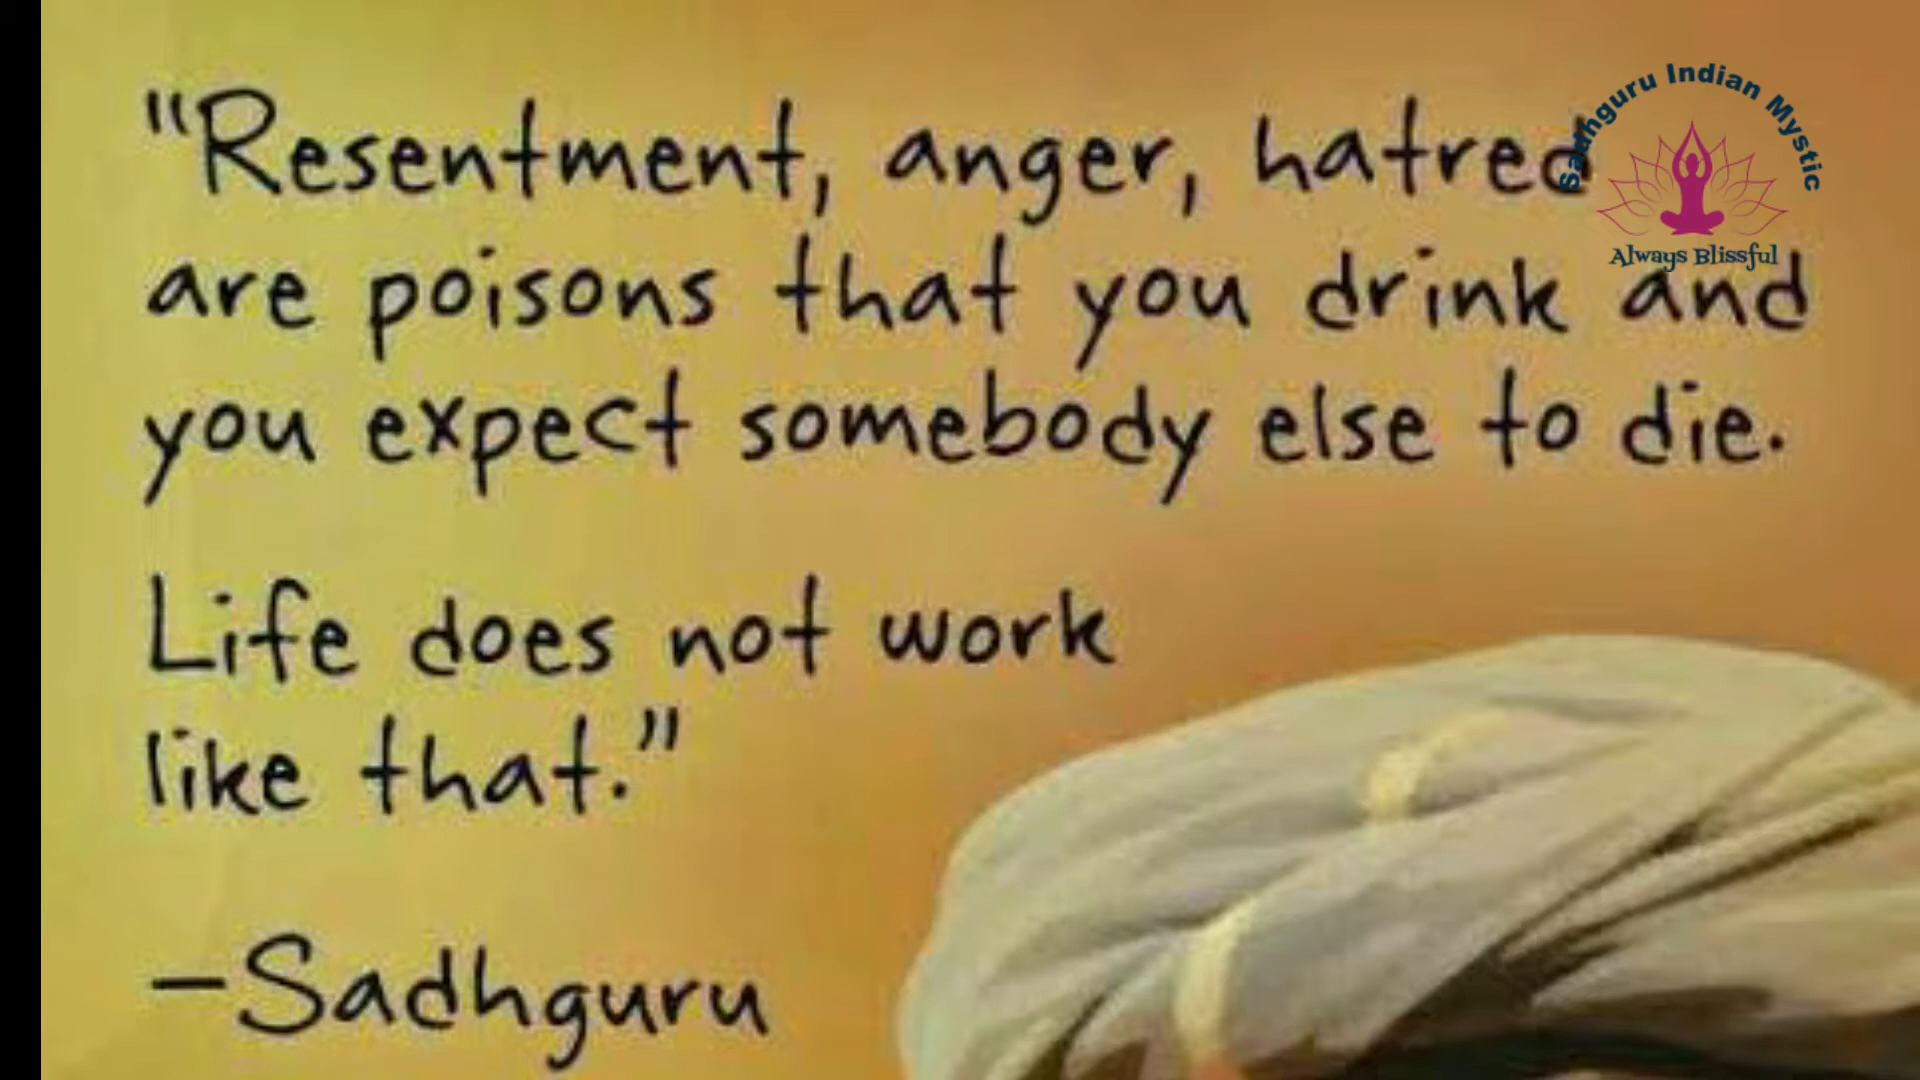 "Resentment, anger, hatred
are poisons that you drink and
you expect somebody else to die.
Life does not work
like that."
-Sadhguru
Sadhguru Indian Mystic
Always Blissful